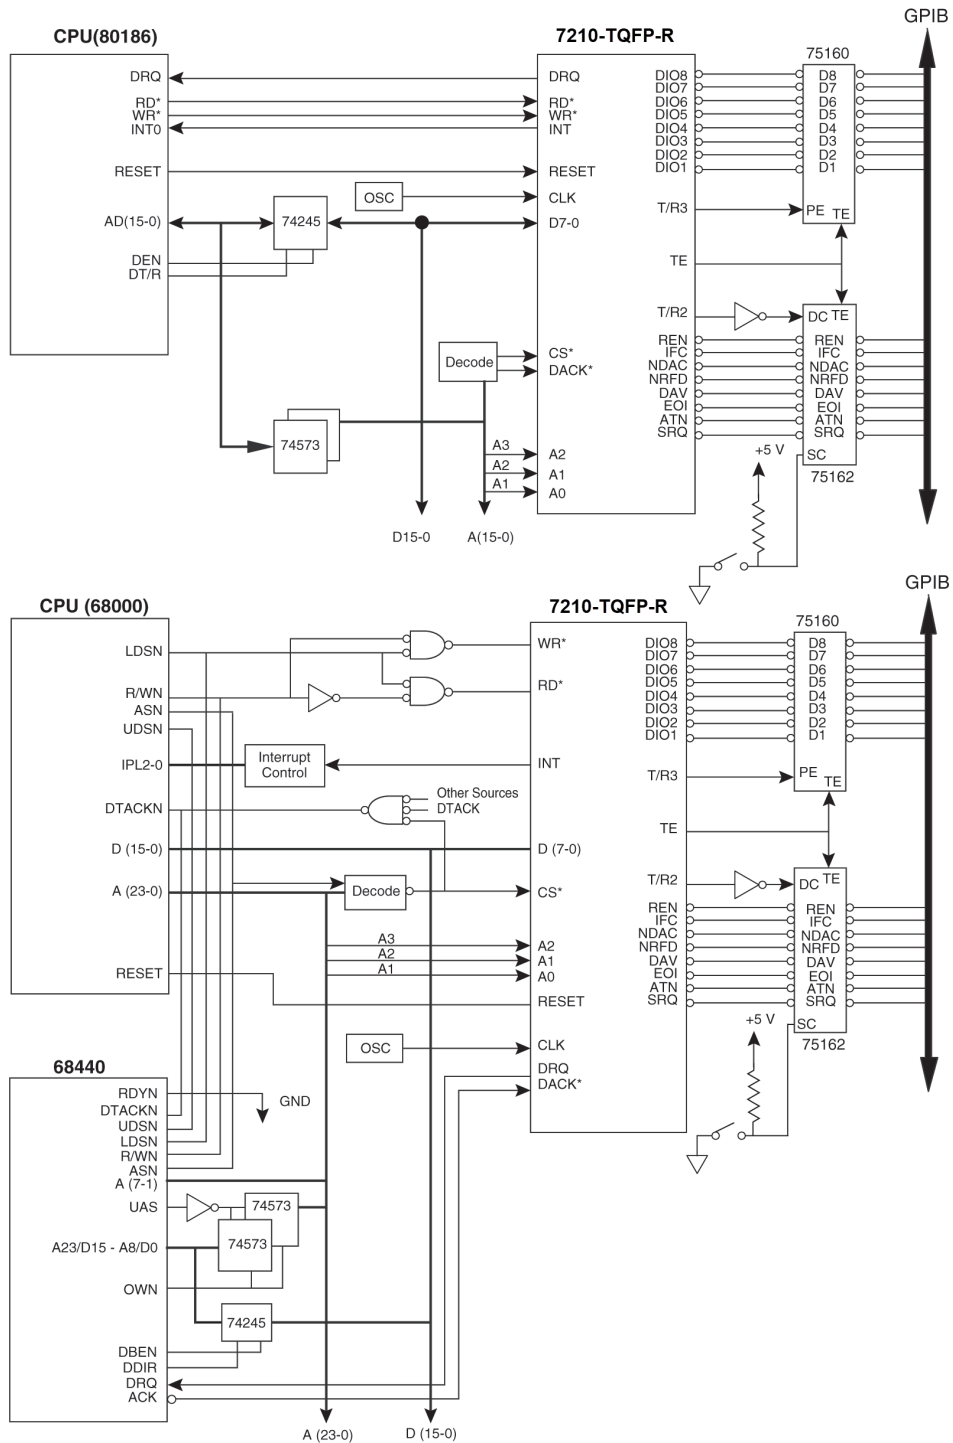 GPIB
CPU(80186)
7210-TQFP-R
75160
DRQ
RD*
WR*
INT0
RESET
AD(15-0)
DEN
DT/R
OSC
74245
Decode
74573
A3
A2
A1
D15-0
A(15-0)
DRQ
RD*
WR*
INT
RESET
CLK
D7-0
CS*
DACK*
A2
A1
A0
DIO8
DIO7
DIO6
DIO5
DIO4
DIO3
DIO2
DIO1
T/R3
TE
T/R2
REN
IFC
NDAC
NRFD
DAV
EOI
ATN
SRQ
D8
D7
D6
D5
D4
D3
D2
D1
PE TE
DC TE
REN
IFC
NDAC
NRFD
DAV
EOI
ATN
SRQ
SC
75162
+5 V
GPIB
CPU (68000)
7210-TQFP-R
75160
LDSN
R/WN
ASN
UDSN
IPL2-0
DTACKN
D (15-0)
A (23-0)
RESET
Interrupt
Control
Other Sources
DTACK
Decode
A3
A2
A1
OSC
WR*
RD*
INT
D (7-0)
CS*
A2
A1
A0
RESET
CLK
DRQ
DACK*
DIO8
DIO7
DIO6
DIO5
DIO4
DIO3
DIO2
DIO1
T/R3
TE
T/R2
REN
IFC
NDAC
NRFD
DAV
EOI
ATN
SRQ
D8
D7
D6
D5
D4
D3
D2
D1
PE TE
DC TE
REN
IFC
NDAC
NRFD
DAV
EOI
ATN
SRQ
SC
75162
+5 V
68440
RDYN
DTACKN
UDSN
LDSN
R/WN
ASN
A (7-1)
UAS
A23/D15 - A8/D0
OWN
DBEN
DDIR
DRQ
ACK
GND
74573
74573
74245
A (23-0)
D (15-0)